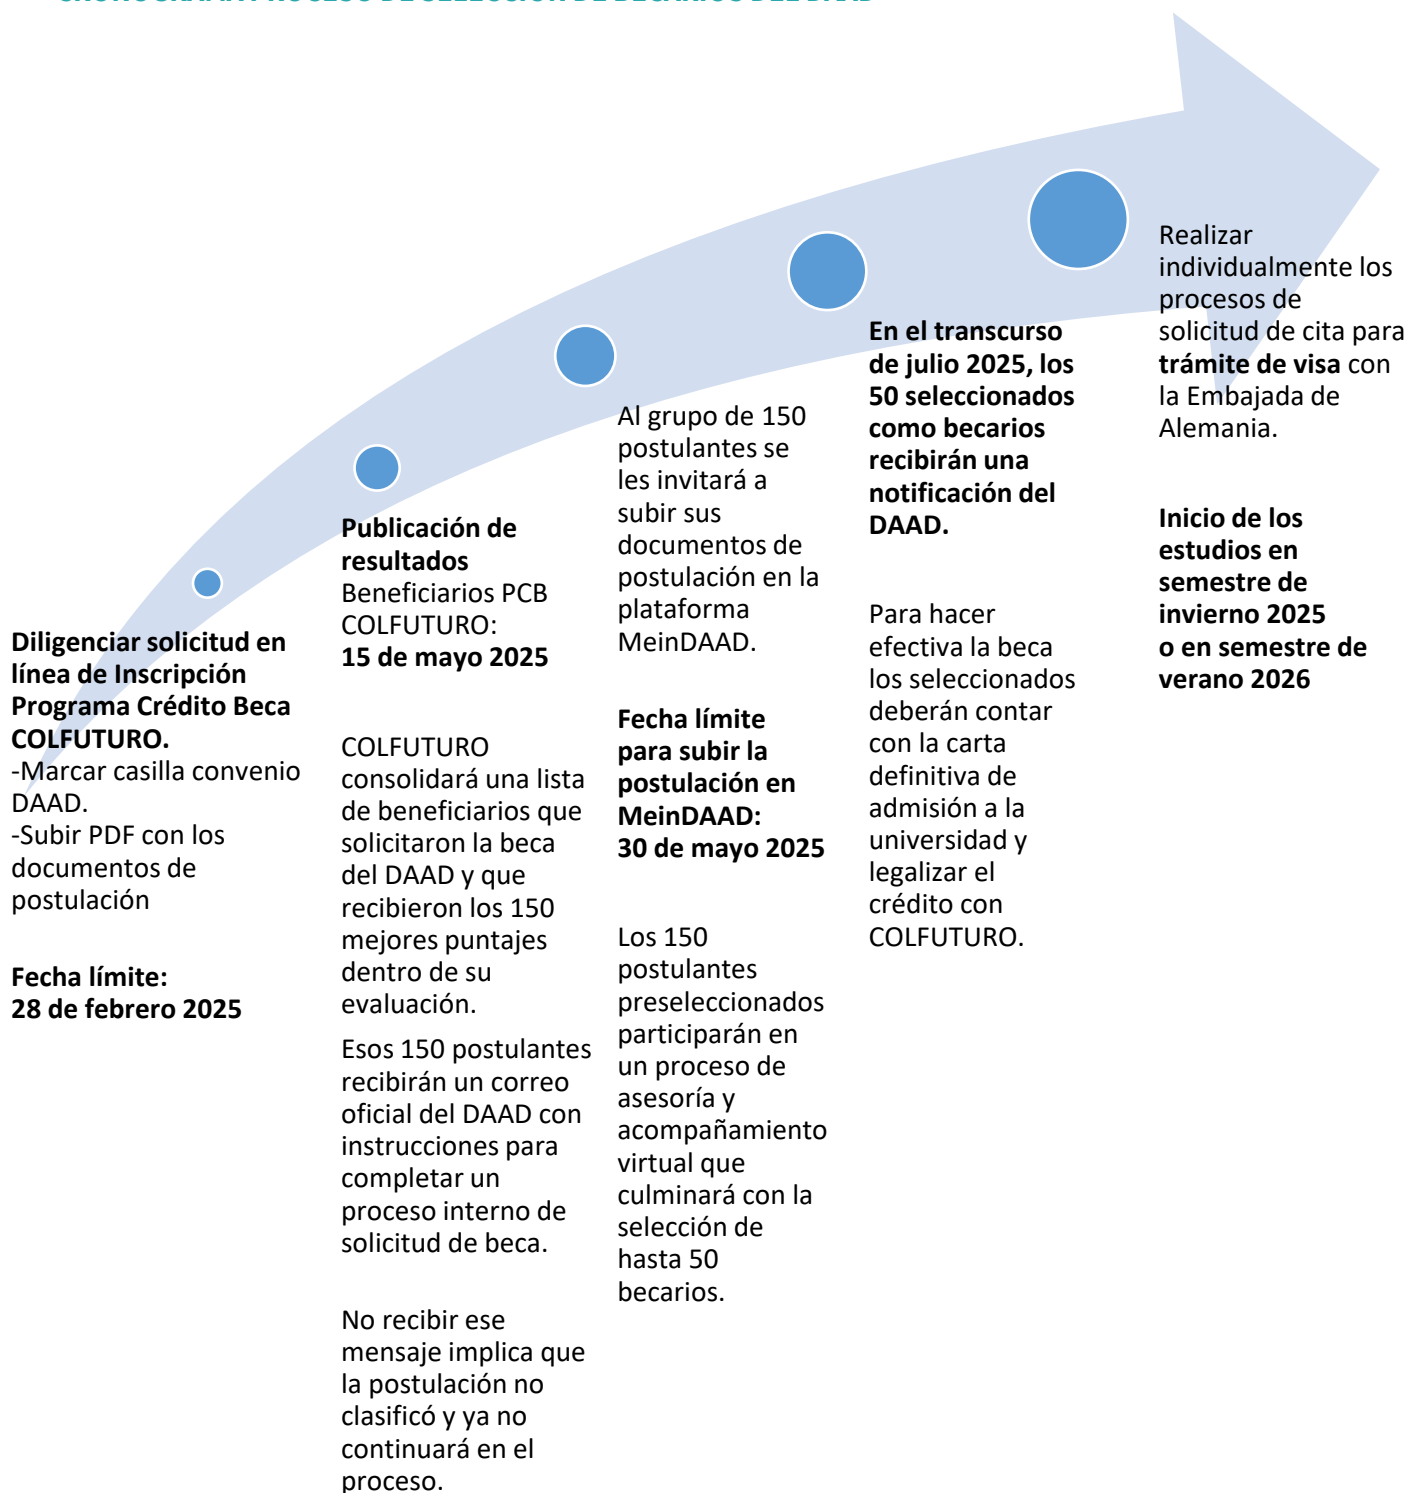 Diligenciar solicitud en
línea de Inscripción
Programa Crédito Beca
COLFUTURO.
-Marcar casilla convenio
DAAD.
-Subir PDF con los
documentos de
postulación
Fecha límite:
28 de febrero 2025
Publicación de
resultados
Beneficiarios PCB
COLFUTURO:
15 de mayo 2025
COLFUTURO
consolidará una lista
de beneficiarios que
solicitaron la beca
del DAAD y que
recibieron los 150
mejores puntajes
dentro de su
evaluación.
Esos 150 postulantes
recibirán un correo
oficial del DAAD con
instrucciones para
completar un
proceso interno de
solicitud de beca.
No recibir ese
mensaje implica que
la postulación no
clasificó y ya no
continuará en el
proceso.
Al grupo de 150
postulantes se
les invitará a
subir sus
documentos de
postulación en la
plataforma
MeinDAAD.
Fecha límite
para subir la
postulación en
MeinDAAD:
30 de mayo 2025
Los 150
postulantes
preseleccionados
participarán en
un proceso de
asesoría y
acompañamiento
virtual que
culminará con la
selección de
hasta 50
becarios.
En el transcurso
de julio 2025, los
50 seleccionados
como becarios
recibirán una
notificación del
DAAD.
Para hacer
efectiva la beca
los seleccionados
deberán contar
con la carta
definitiva de
admisión a la
universidad y
legalizar el
crédito con
COLFUTURO.
Realizar
individualmente los
procesos de
solicitud de cita para
trámite de visa con
la Embajada de
Alemania.
Inicio de los
estudios en
semestre de
invierno 2025
o en semestre de
verano 2026